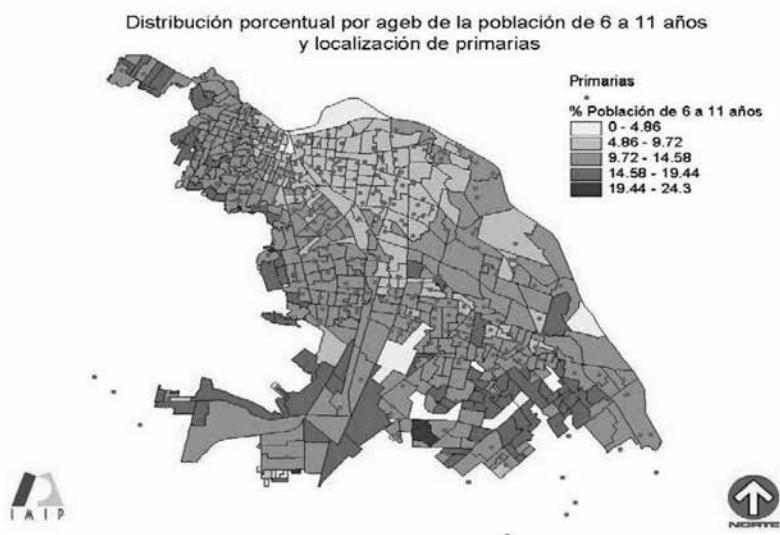 Distribución porcentual por ageb de la población de 6 a 11 años
y localización de primarias
Primarias
% Población de 6 a 11 años
0 - 4.86
4.86 - 9.72
9.72 - 14.58
14.58 - 19.44
19.44 - 24.3
IMIP
NORTE